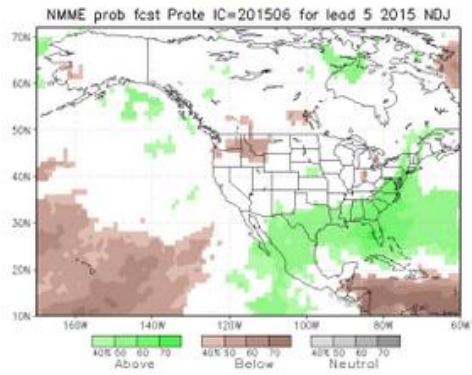 NMME prob fcst Prate IC=201506 for lead 5 2015 NDJ
70N
60N
50N
40N
30N
20N
10N
160W 140W 120W 100W 80W 60W
40% 50 60 70 40% 50 60 70 40% 50 60 70
Above Below Neutral